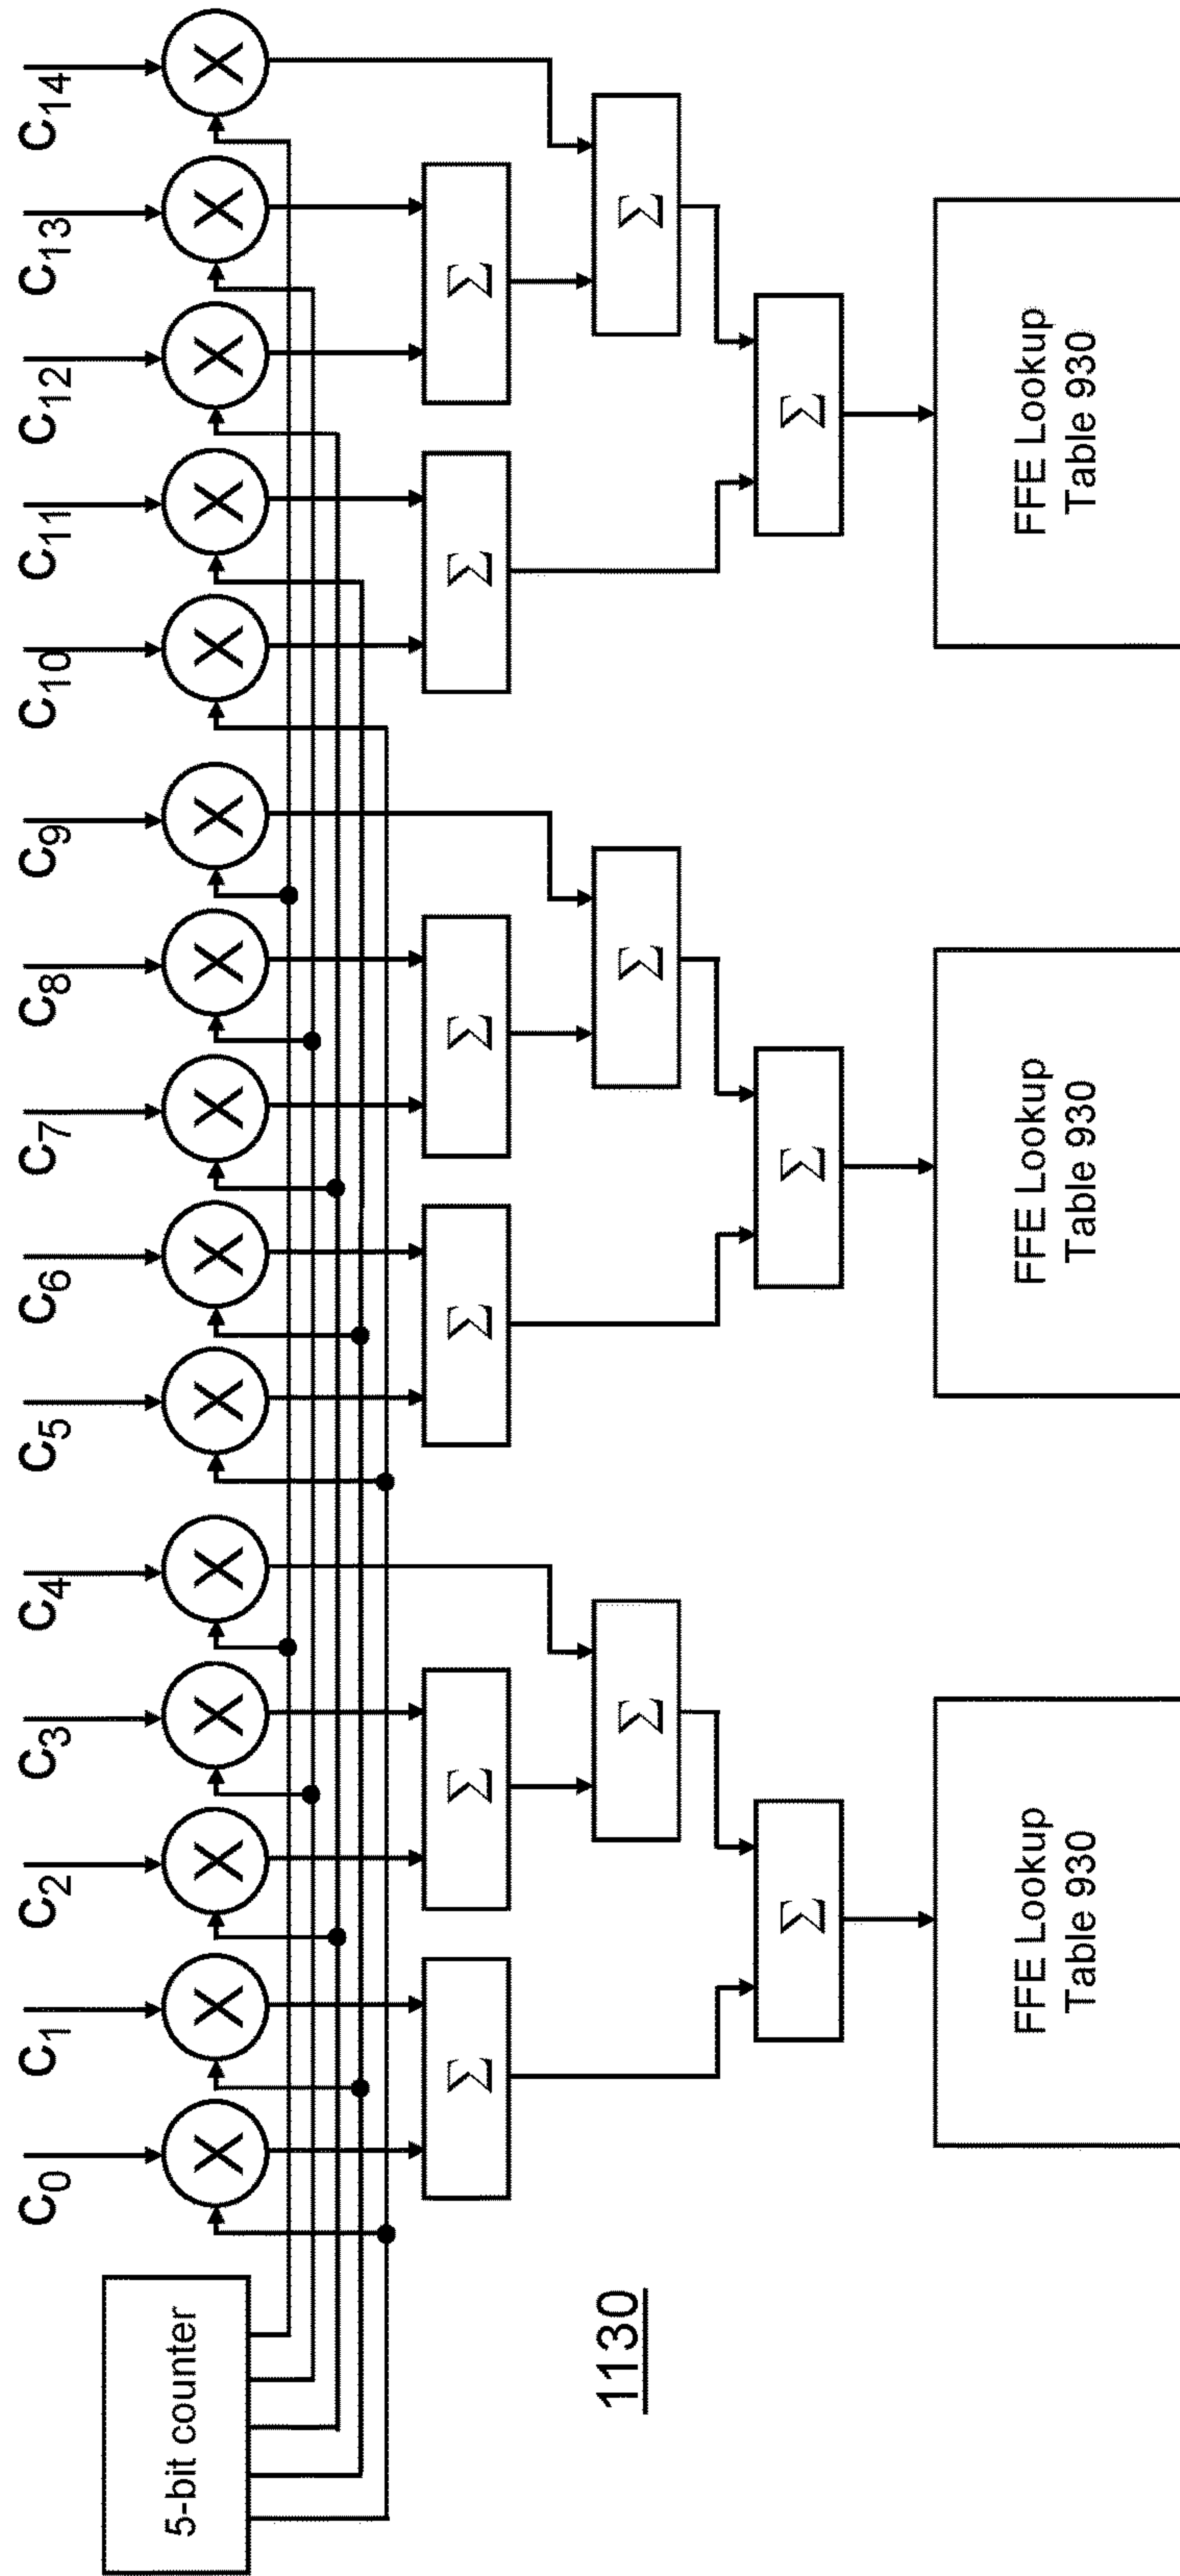 5-bit counter
C0
C1
C2
C3
C4
C5
C6
C7
C8
C9
C10
C11
C12
C13
C14
X X X X X X X X X X X X X X X
Σ Σ Σ Σ Σ Σ
Σ Σ Σ
Σ Σ Σ
FFE Lookup
Table 930
FFE Lookup
Table 930
FFE Lookup
Table 930
1130